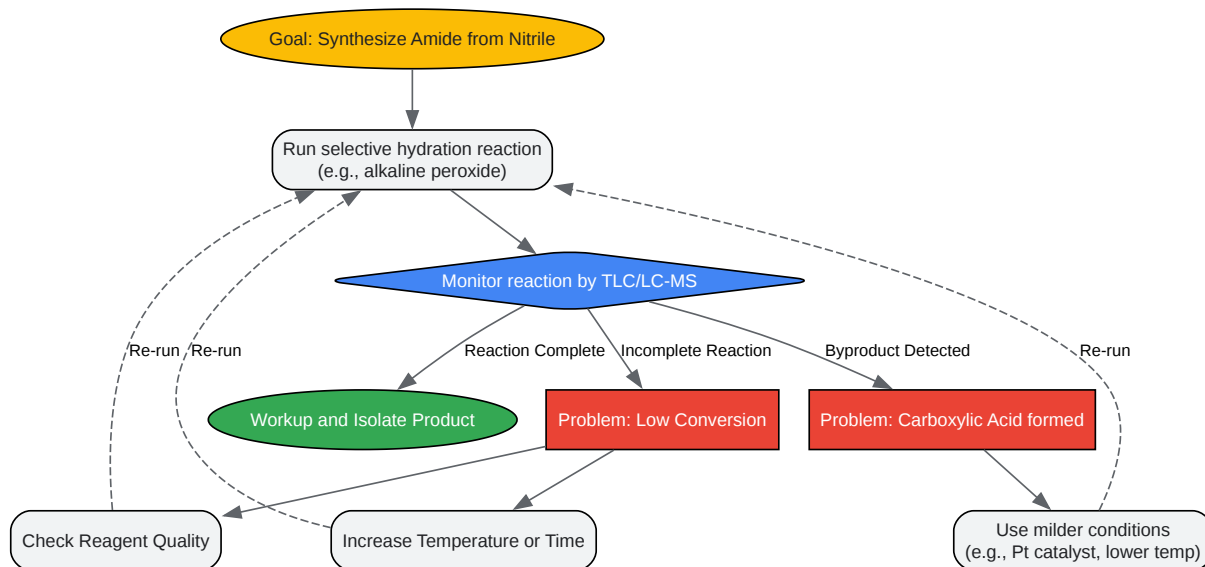 Goal: Synthesize Amide from Nitrile
Run selective hydration reaction
(e.g., alkaline peroxide)
Monitor reaction by TLC/LC-MS
Re-run
Re-run
Reaction Complete
Incomplete Reaction
Byproduct Detected
Re-run
Workup and Isolate Product
Problem: Low Conversion
Problem: Carboxylic Acid formed
Check Reagent Quality
Increase Temperature or Time
Use milder conditions
(e.g., Pt catalyst, lower temp)